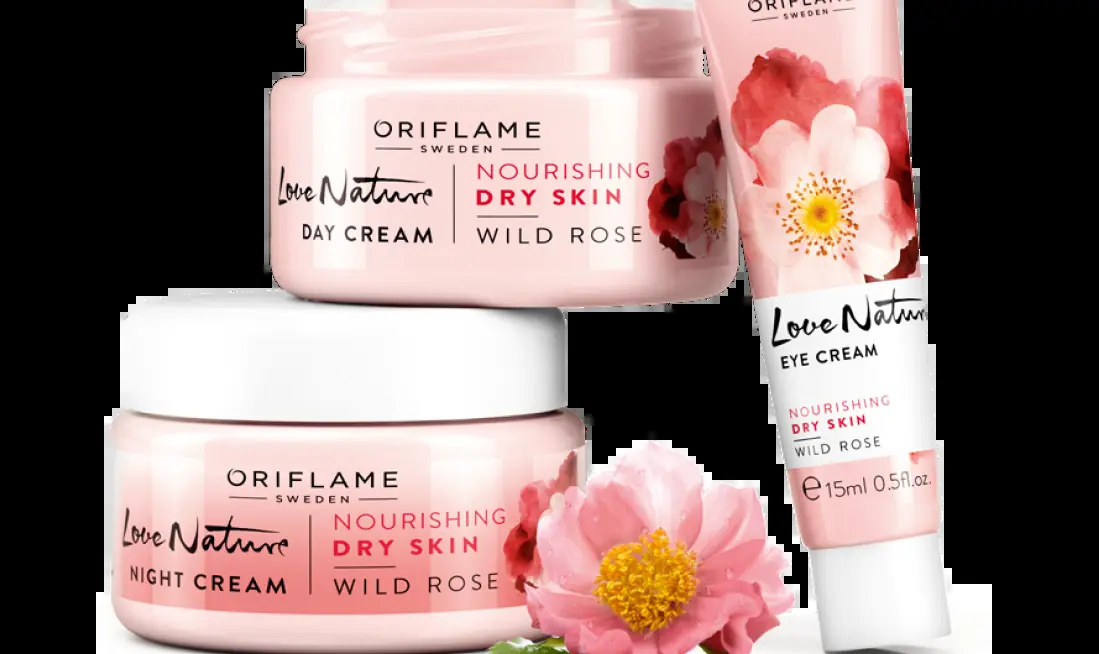 ORIFLAME
SWEDEN
Love Nature
DAY CREAM
NOURISHING
DRY SKIN
WILD ROSE
ORIFLAME
SWEDEN
Love Nature
EYE CREAM
NOURISHING
DRY SKIN
WILD ROSE
e 15ml 0.5fl.oz.
ORIFLAME
SWEDEN
Love Nature
NIGHT CREAM
NOURISHING
DRY SKIN
WILD ROSE